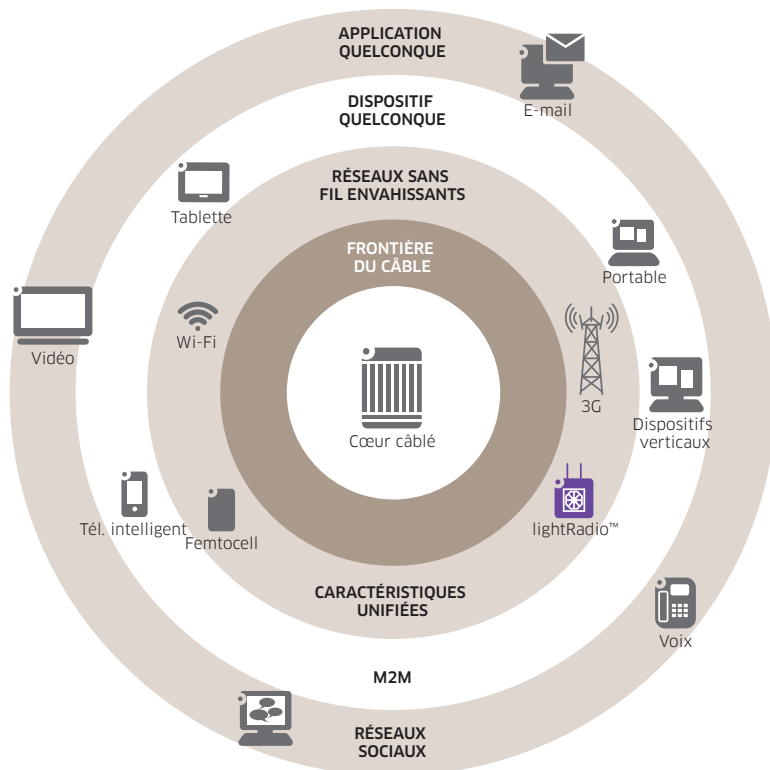 APPLICATION
QUELCONQUE
E-mail
DISPOSITIF
QUELCONQUE
RÉSEAUX SANS
FIL ENVAHISSANTS
Tablette
FRONTIÈRE
DU CÂBLE
Portable
Wi-Fi
Vidéo
3G
Cœur câblé
Dispositifs
verticaux
Tél. intelligent
Femtocell
lightRadio™
CARACTÉRISTIQUES
UNIFIÉES
Voix
M2M
RÉSEAUX
SOCIAUX